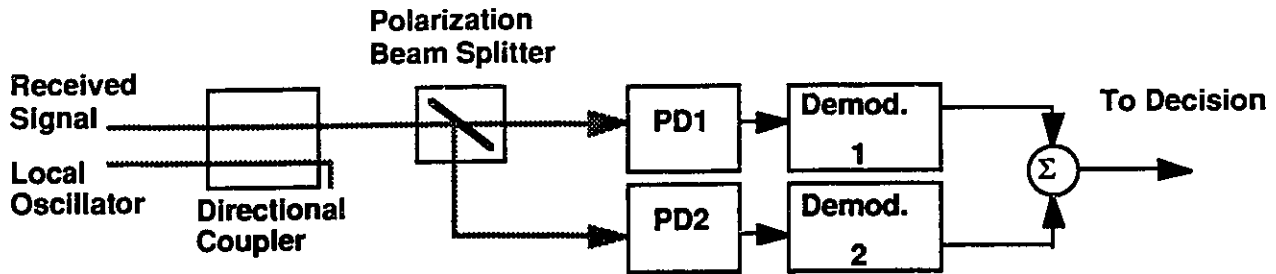 Polarization
Beam Splitter
Received
Signal
Local
Oscillator
Directional
Coupler
PD1
Demod.
1
PD2
Demod.
2
Σ
To Decision